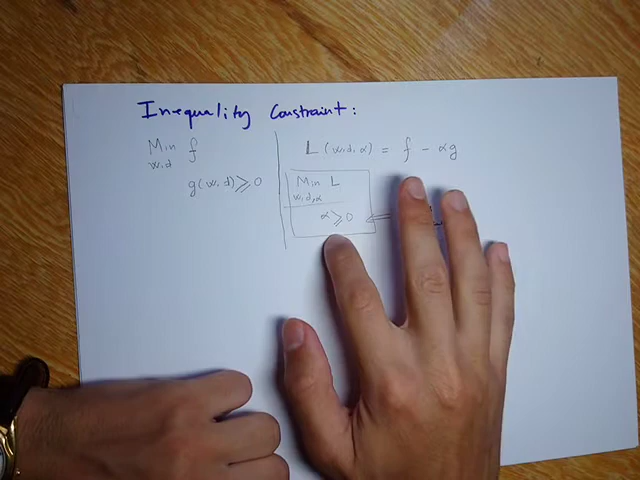 Inequality Constraint:
Min f
w,d
g(w,d) ⩾ 0
L (w,d,α) = f - αg
Min L
w,d,α
α ⩾ 0